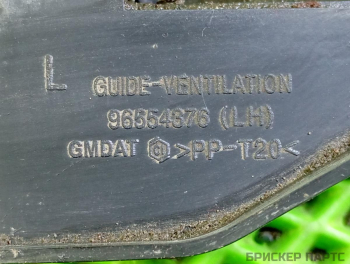 L GUIDE-VENTILATION
96554376 (LH)
GMDAT >PP-T20<
БРИСКЕР ПАРТС